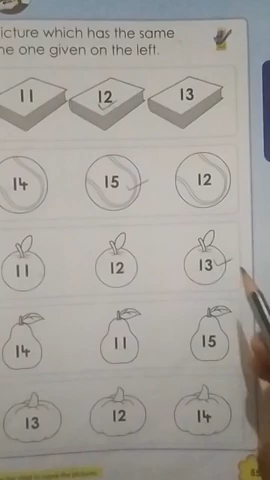 icture which has the same
ne one given on the left.
11 12 13
14 15 12
11 12 13
14 11 15
13 12 14